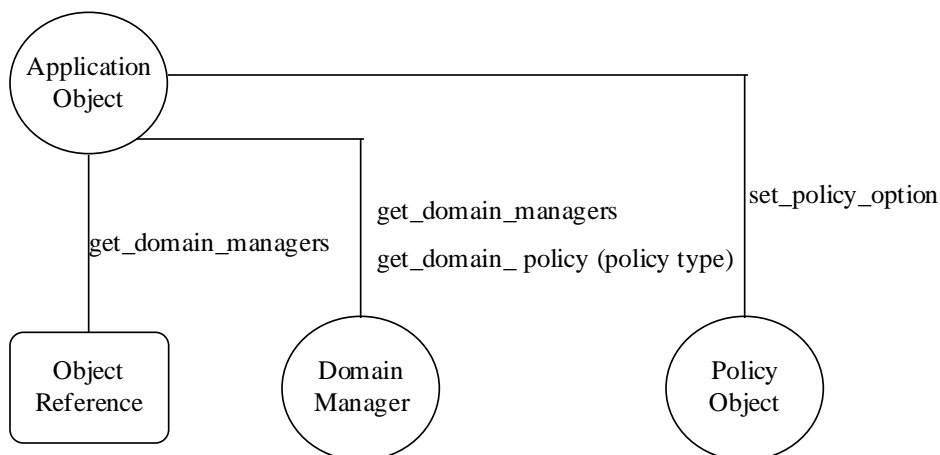 Application
Object
set_policy_option
get_domain_managers
get_domain_managers
get_domain_ policy (policy type)
Object
Reference
Domain
Manager
Policy
Object